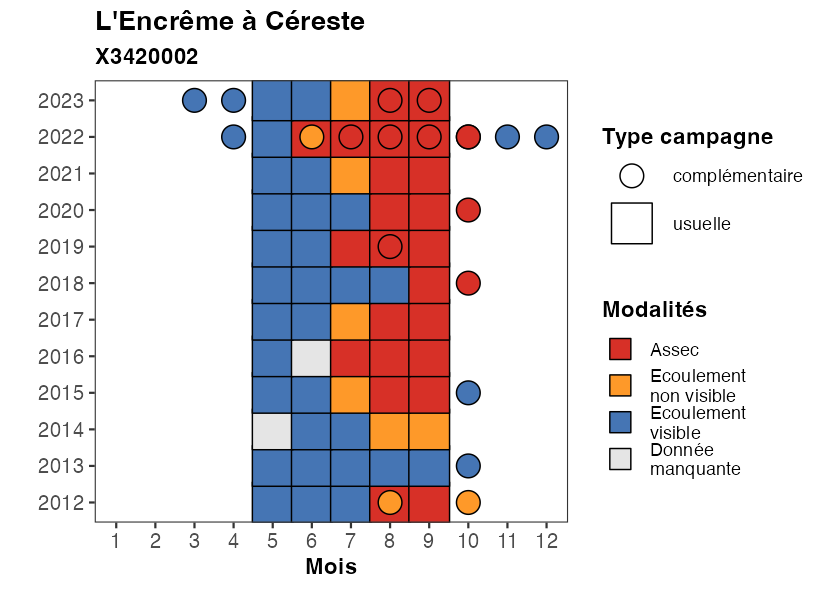 L'Encrême à Céreste
X3420002
2023
2022
2021
2020
2019
2018
2017
2016
2015
2014
2013
2012
1 2 3 4 5 6 7 8 9 10 11 12
Mois
Type campagne
complémentaire
usuelle
Modalités
Assec
Ecoulement
non visible
Ecoulement
visible
Donnée
manquante